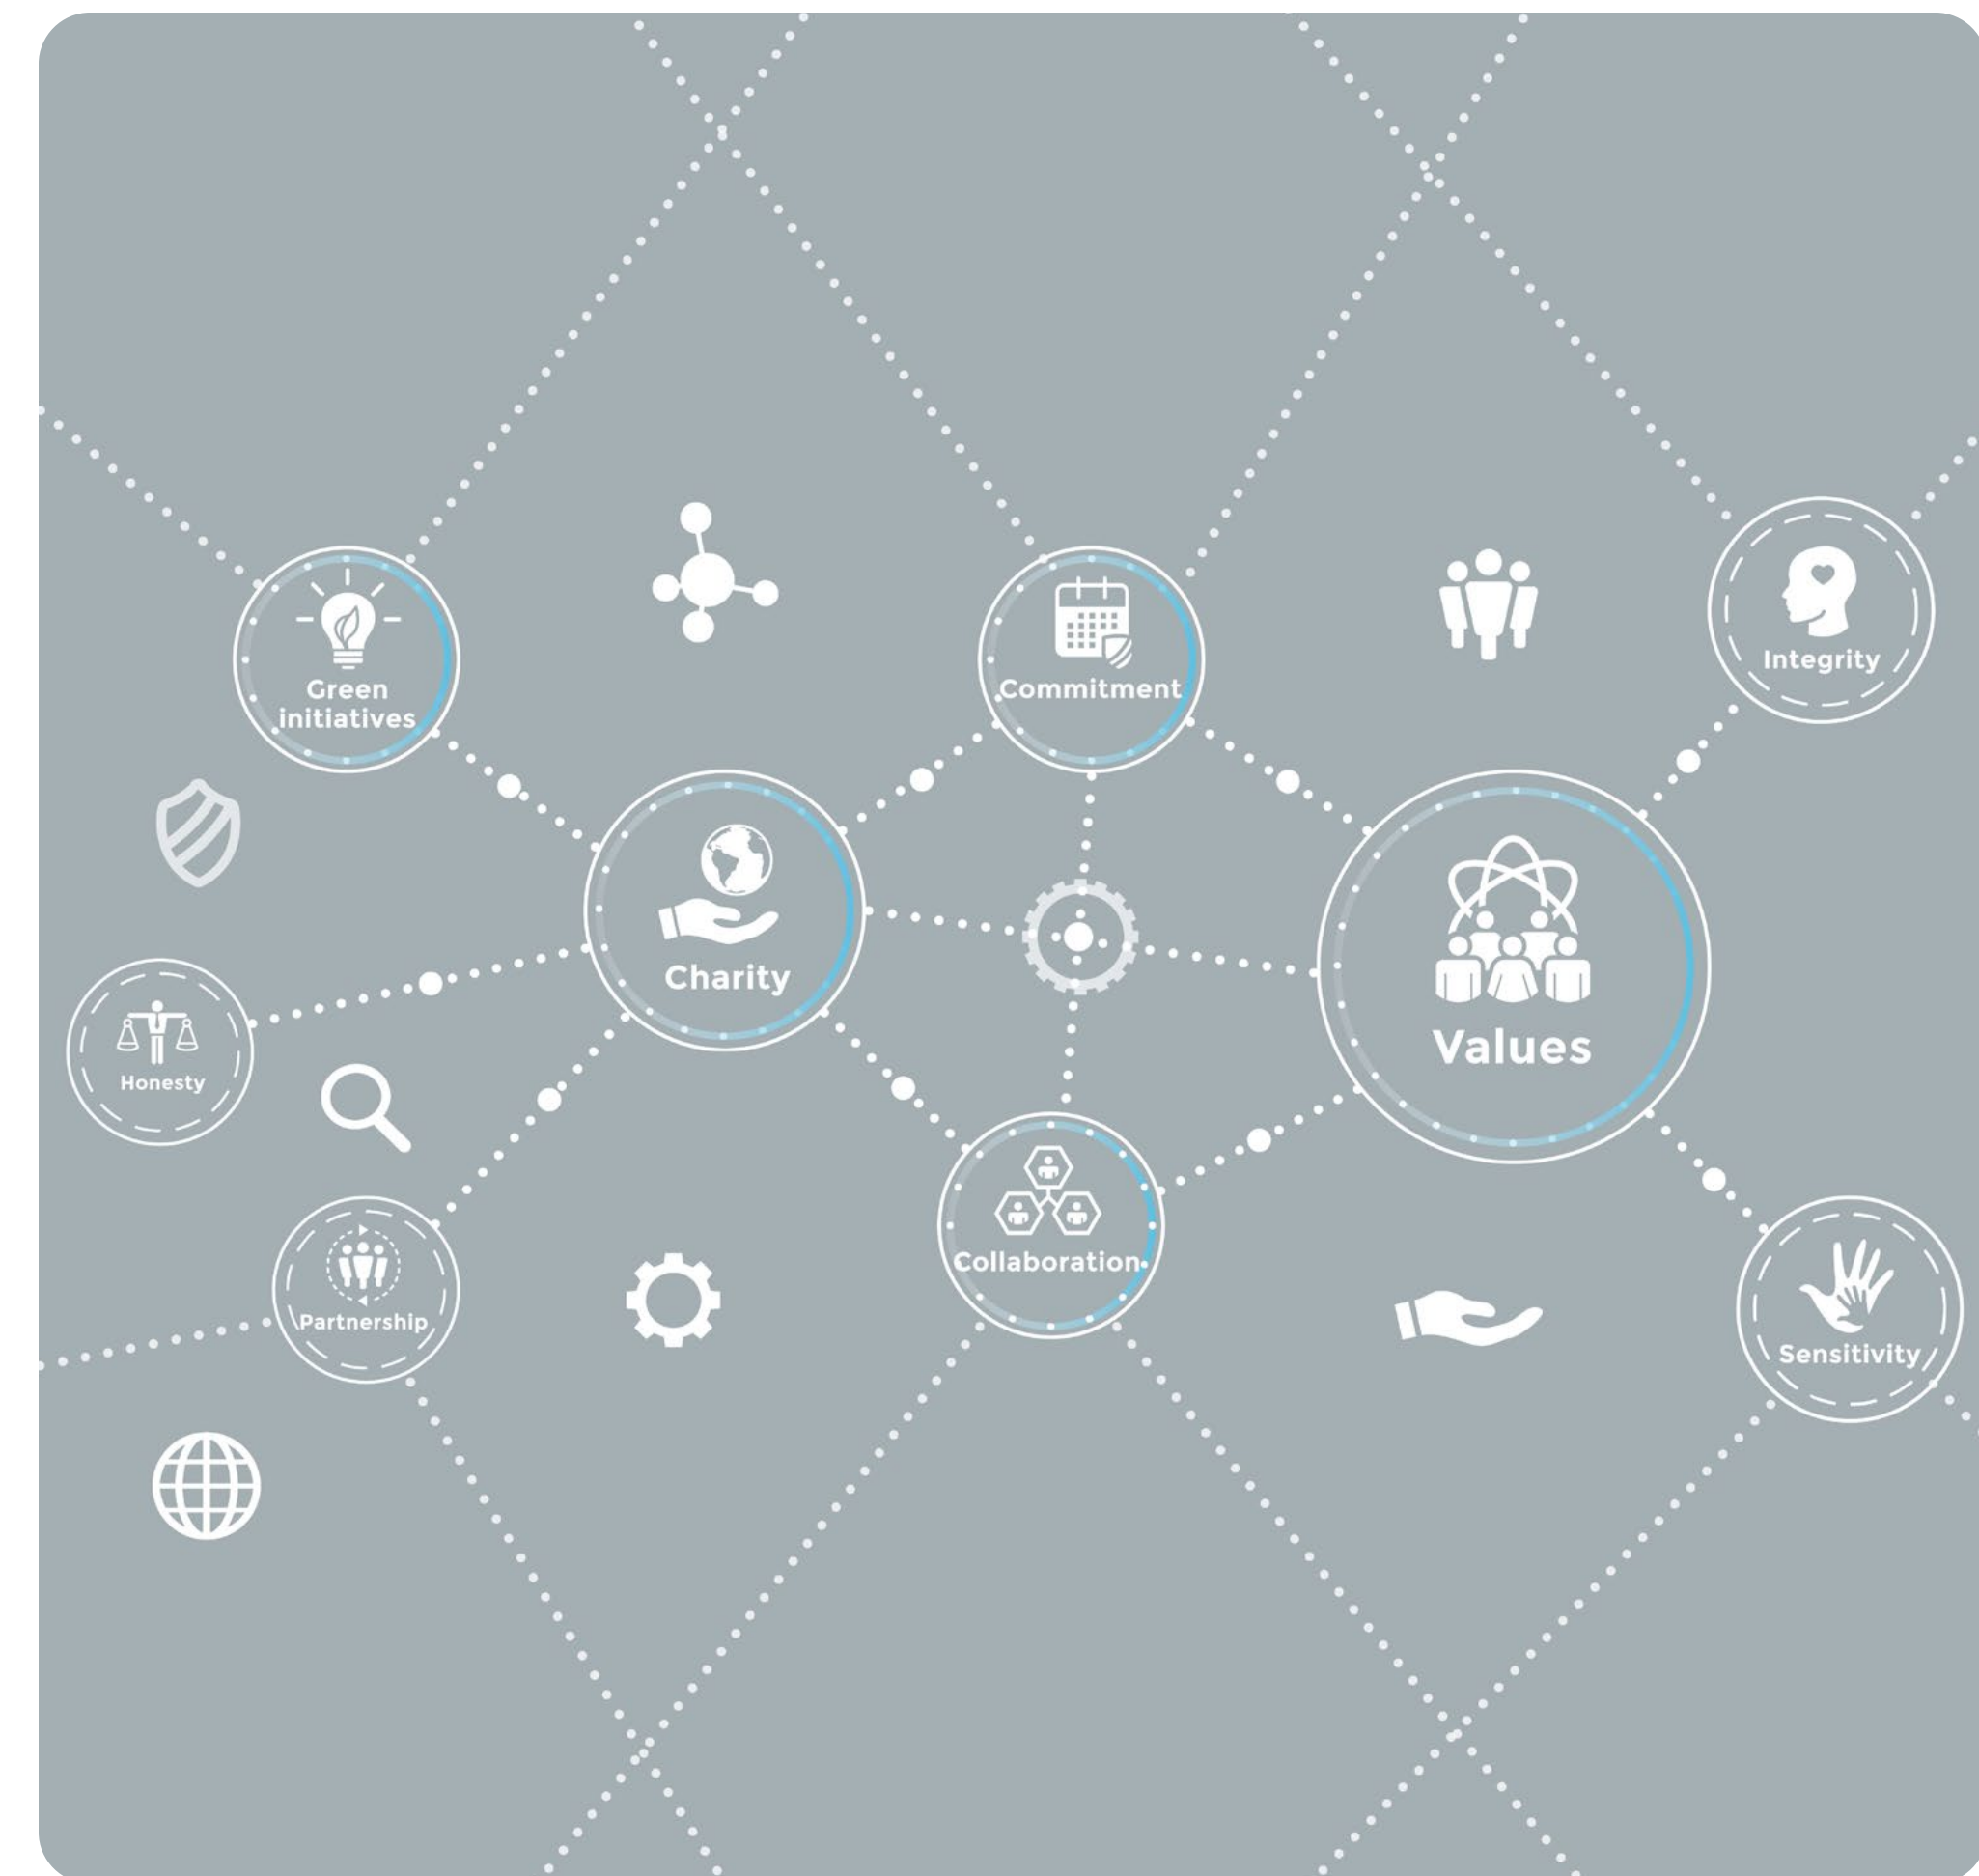 Integrity
Green
initiatives
Commitment
Charity
Values
Honesty
Collaboration
Partnership
Sensitivity